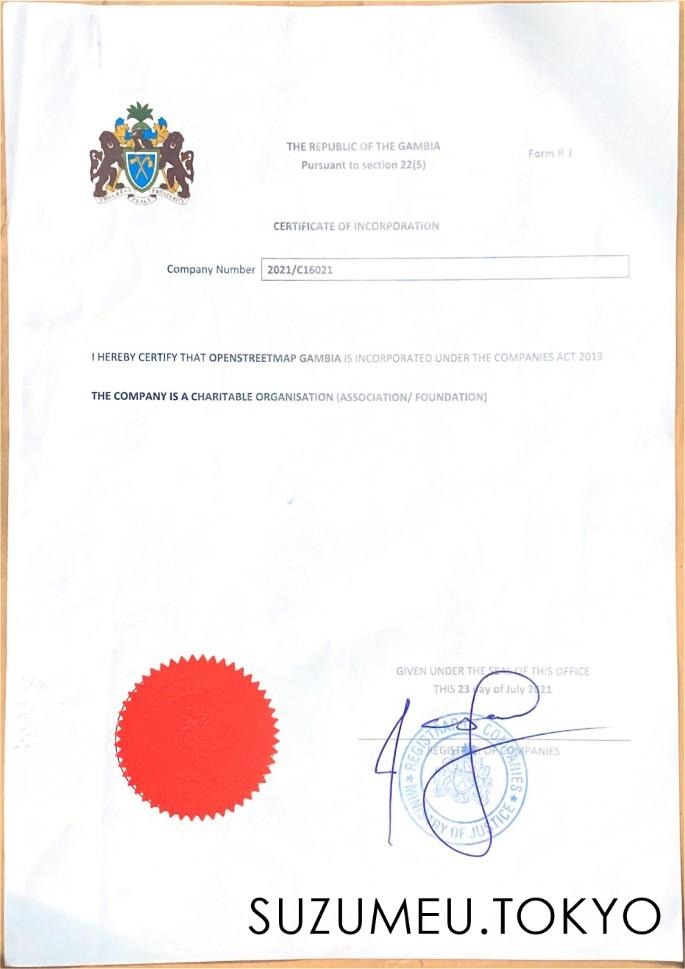 THE REPUBLIC OF THE GAMBIA
Pursuant to section 22(5)
Form R 1
PROGRESS PEACE PROSPERITY
CERTIFICATE OF INCORPORATION
Company Number 2021/C16021
I HEREBY CERTIFY THAT OPENSTREETMAP GAMBIA IS INCORPORATED UNDER THE COMPANIES ACT 2013
THE COMPANY IS A CHARITABLE ORGANISATION (ASSOCIATION/ FOUNDATION)
GIVEN UNDER THE SEAL OF THIS OFFICE
THIS 23 day of July 2021
REGISTRAR OF COMPANIES
REGISTRAR OF COMPANIES
MINISTRY OF JUSTICE
SUZUMEU.TOKYO